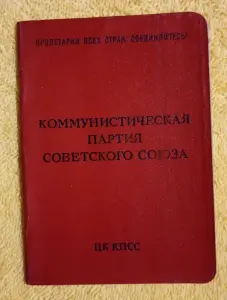 ПРОЛЕТАРИИ ВСЕХ СТРАН, СОЕДИНЯЙТЕСЬ!
КОММУНИСТИЧЕСКАЯ
ПАРТИЯ
СОВЕТСКОГО СОЮЗА
ЦК КПСС